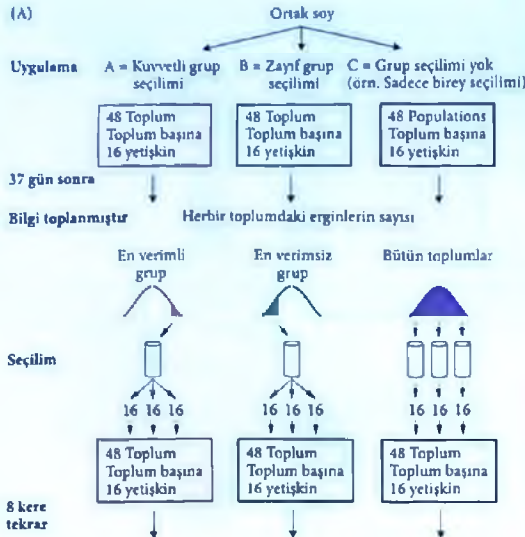 (A)
Ortak soy
Uygulama
A = Kuvvetli grup
seçilimi
B = Zayıf grup
seçilimi
C = Grup seçilimi yok
(örn. Sadece birey seçilimi)
48 Toplum
Toplum başına
16 yetişkin
48 Toplum
Toplum başına
16 yetişkin
48 Populations
Toplum başına
16 yetişkin
37 gün sonra
Bilgi toplanmıştır
Herbir toplumdaki erginlerin sayısı
En verimli
grup
En verimsiz
grup
Bütün toplumlar
Seçilim
16 16 16
16 16 16
16 16 16
48 Toplum
Toplum başına
16 yetişkin
48 Toplum
Toplum başına
16 yetişkin
48 Toplum
Toplum başına
16 yetişkin
8 kere
tekrar